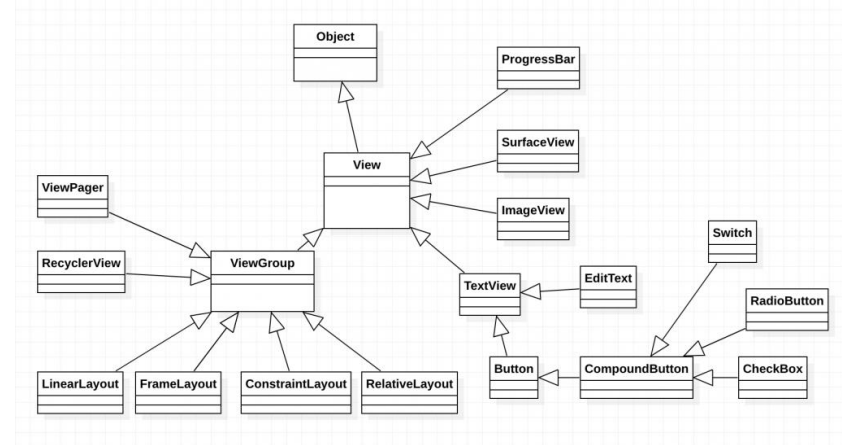 Object
ProgressBar
SurfaceView
View
ViewPager
ImageView
Switch
RecyclerView
ViewGroup
TextView
EditText
RadioButton
LinearLayout
FrameLayout
ConstraintLayout
RelativeLayout
Button
CompoundButton
CheckBox